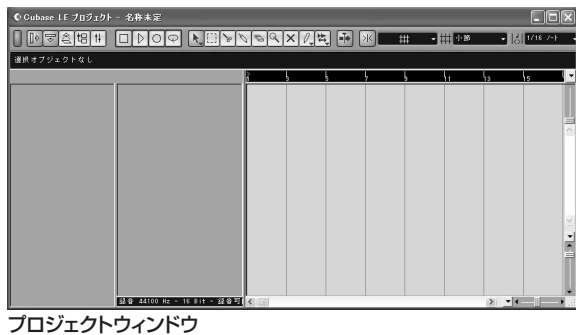 Cubase LE プロジェクト - 名称未定
小節
1/16 ノート
選択オブジェクトなし
1 3 5 7 9 11 13 15
録音 44100 Hz - 16 Bit - 録音可
プロジェクトウィンドウ